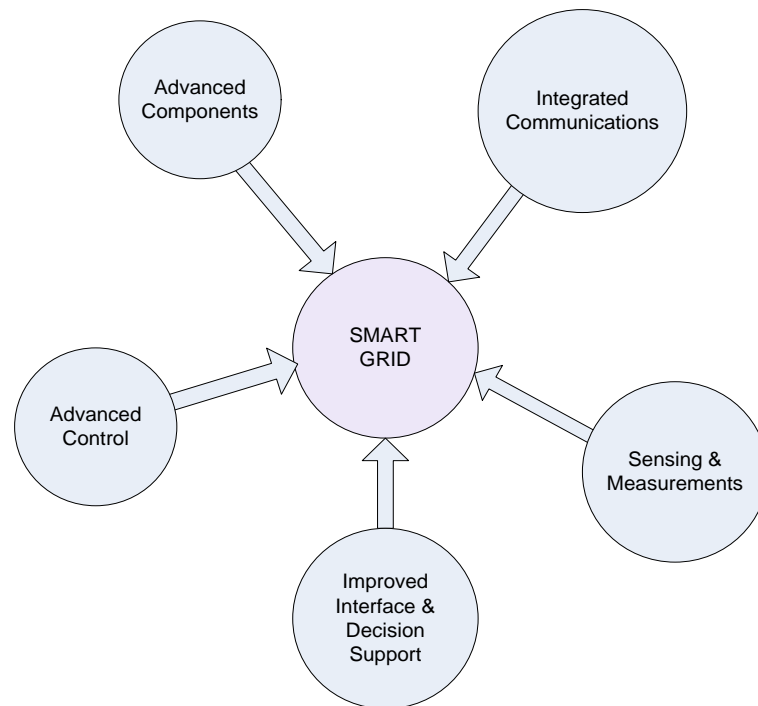 Advanced
Components
Integrated
Communications
SMART
GRID
Advanced
Control
Sensing &
Measurements
Improved
Interface &
Decision
Support